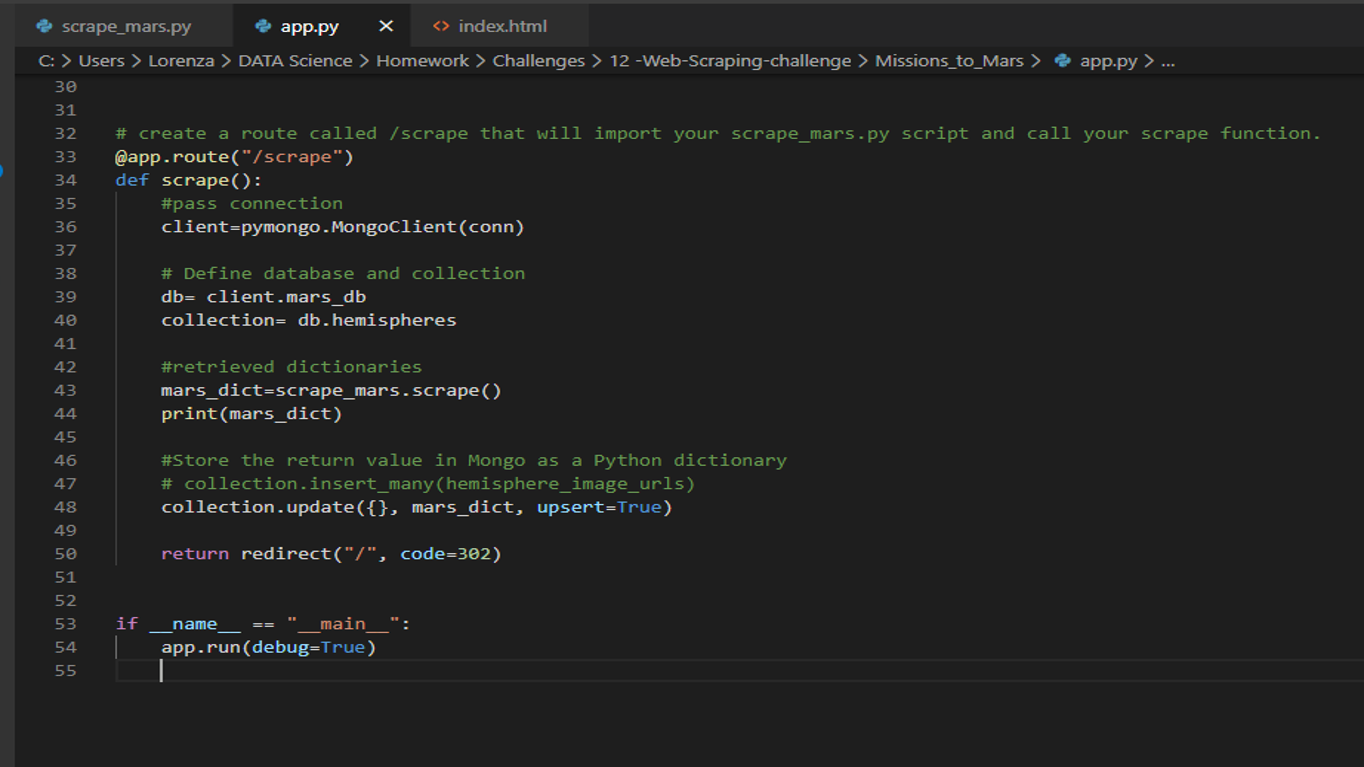 scrape_mars.py app.py × <> index.html
C: > Users > Lorenza > DATA Science > Homework > Challenges > 12 -Web-Scraping-challenge > Missions_to_Mars > app.py > ...
30
31
32 # create a route called /scrape that will import your scrape_mars.py script and call your scrape function.
33 @app.route("/scrape")
34 def scrape():
35     #pass connection
36     client=pymongo.MongoClient(conn)
37
38     # Define database and collection
39     db= client.mars_db
40     collection= db.hemispheres
41
42     #retrieved dictionaries
43     mars_dict=scrape_mars.scrape()
44     print(mars_dict)
45
46     #Store the return value in Mongo as a Python dictionary
47     # collection.insert_many(hemisphere_image_urls)
48     collection.update({}, mars_dict, upsert=True)
49
50     return redirect("/", code=302)
51
52
53 if __name__ == "__main__":
54     app.run(debug=True)
55